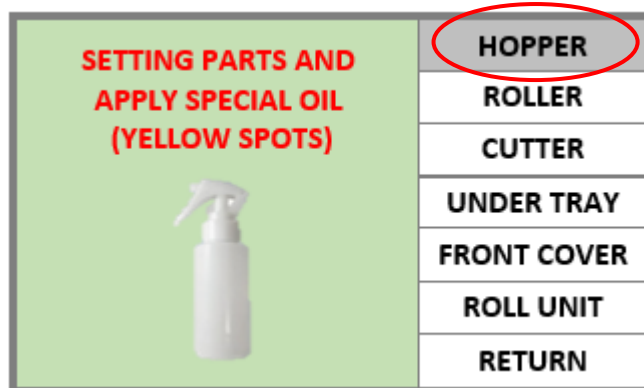 SETTING PARTS AND
APPLY SPECIAL OIL
(YELLOW SPOTS)
HOPPER
ROLLER
CUTTER
UNDER TRAY
FRONT COVER
ROLL UNIT
RETURN